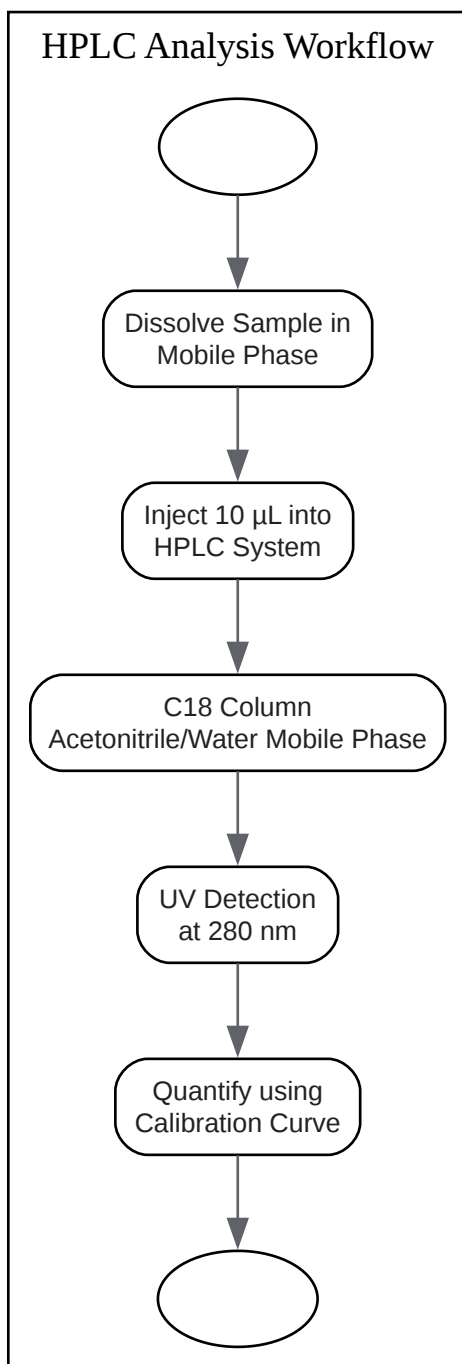 HPLC Analysis Workflow
Dissolve Sample in
Mobile Phase
Inject 10 µL into
HPLC System
C18 Column
Acetonitrile/Water Mobile Phase
UV Detection
at 280 nm
Quantify using
Calibration Curve